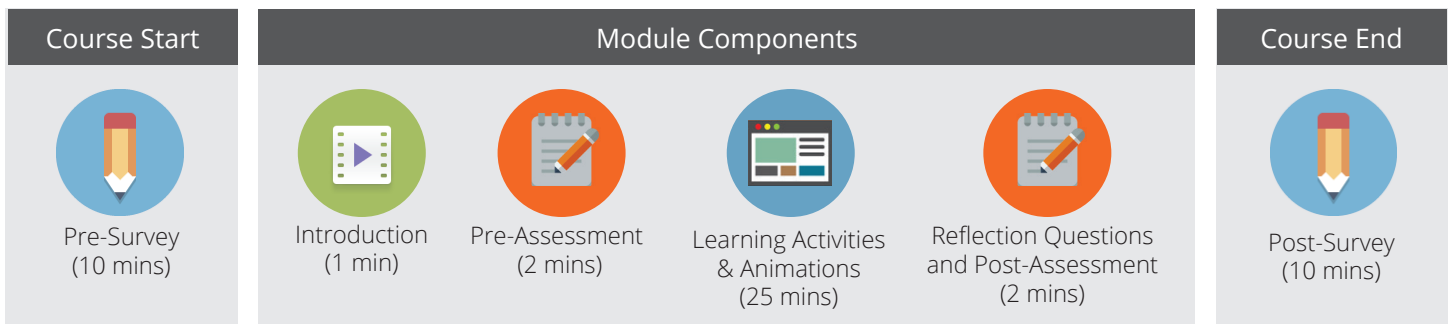 Course Start
Pre-Survey
(10 mins)
Module Components
Introduction
(1 min)
Pre-Assessment
(2 mins)
Learning Activities
& Animations
(25 mins)
Reflection Questions
and Post-Assessment
(2 mins)
Course End
Post-Survey
(10 mins)